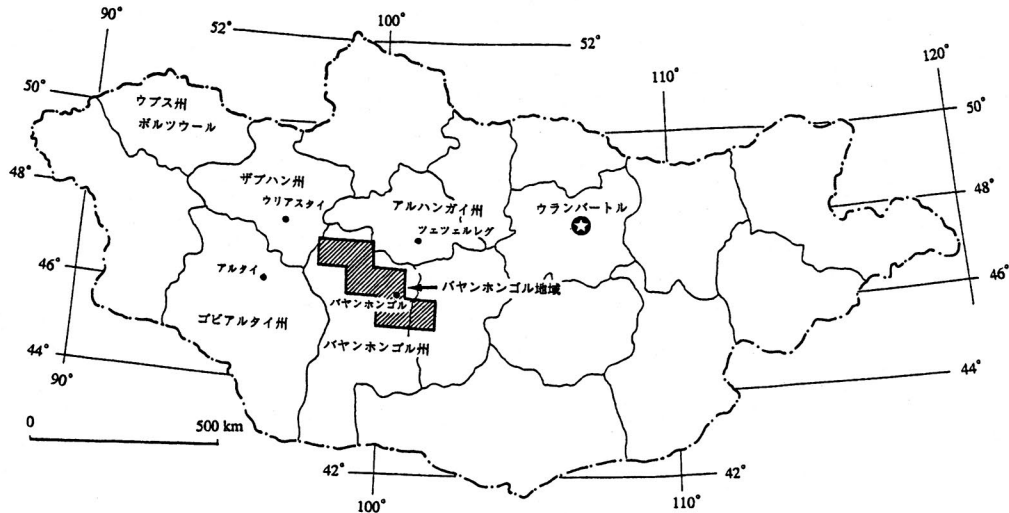 90°
52°
100°
52°
120°
110°
50°
50°
ウブス州
ボルツウール
48°
ザブハン州
ウリアスタイ
アルハンガイ州
ツェツェルレグ
ウランバートル
48°
46°
アルタイ
バヤンホンゴル地域
バヤンホンゴル
46°
ゴビアルタイ州
バヤンホンゴル州
44°
90°
44°
0
500 km
42°
42°
100°
110°